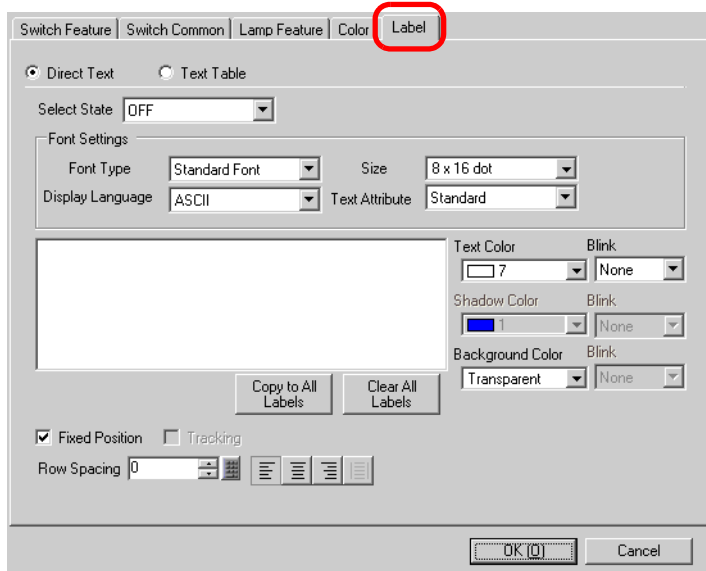 Switch Feature Switch Common Lamp Feature Color Label
Direct Text Text Table
Select State OFF
Font Settings
Font Type Standard Font Size 8 x 16 dot
Display Language ASCII Text Attribute Standard
Text Color Blink
7 None
Shadow Color Blink
1 None
Background Color Blink
Transparent None
Copy to All Labels Clear All Labels
Fixed Position Tracking
Row Spacing 0
OK (O) Cancel